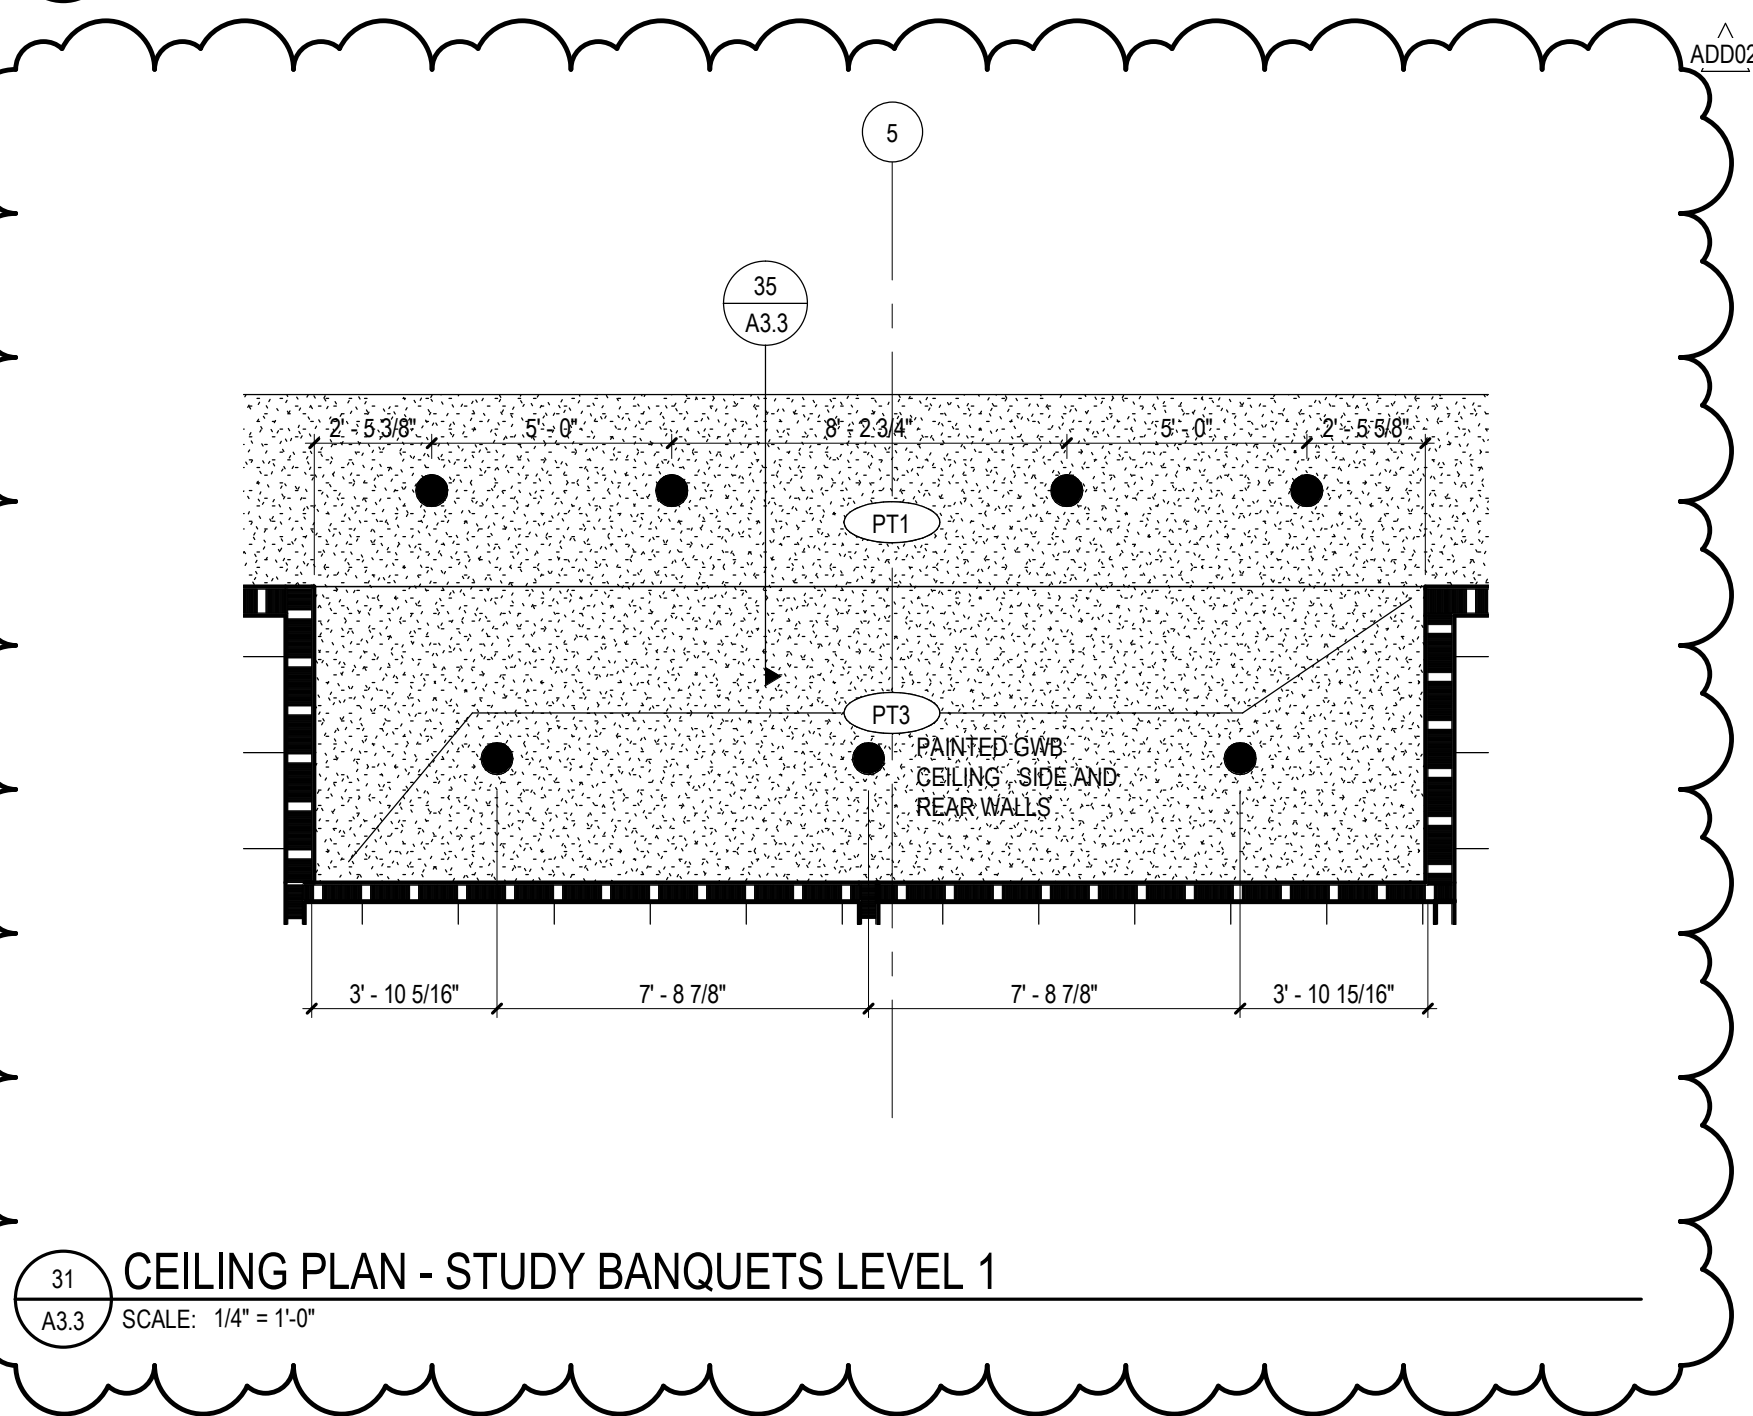 ADD02
5
35
A3.3
2' - 5 3/8" 5' - 0" 8' - 2 3/4" 5' - 0" 2' - 5 5/8"
PT1
PT3
PAINTED GWB
CEILING , SIDE AND
REAR WALLS
3' - 10 5/16" 7' - 8 7/8" 7' - 8 7/8" 3' - 10 15/16"
31
A3.3
CEILING PLAN - STUDY BANQUETS LEVEL 1
SCALE: 1/4" = 1'-0"